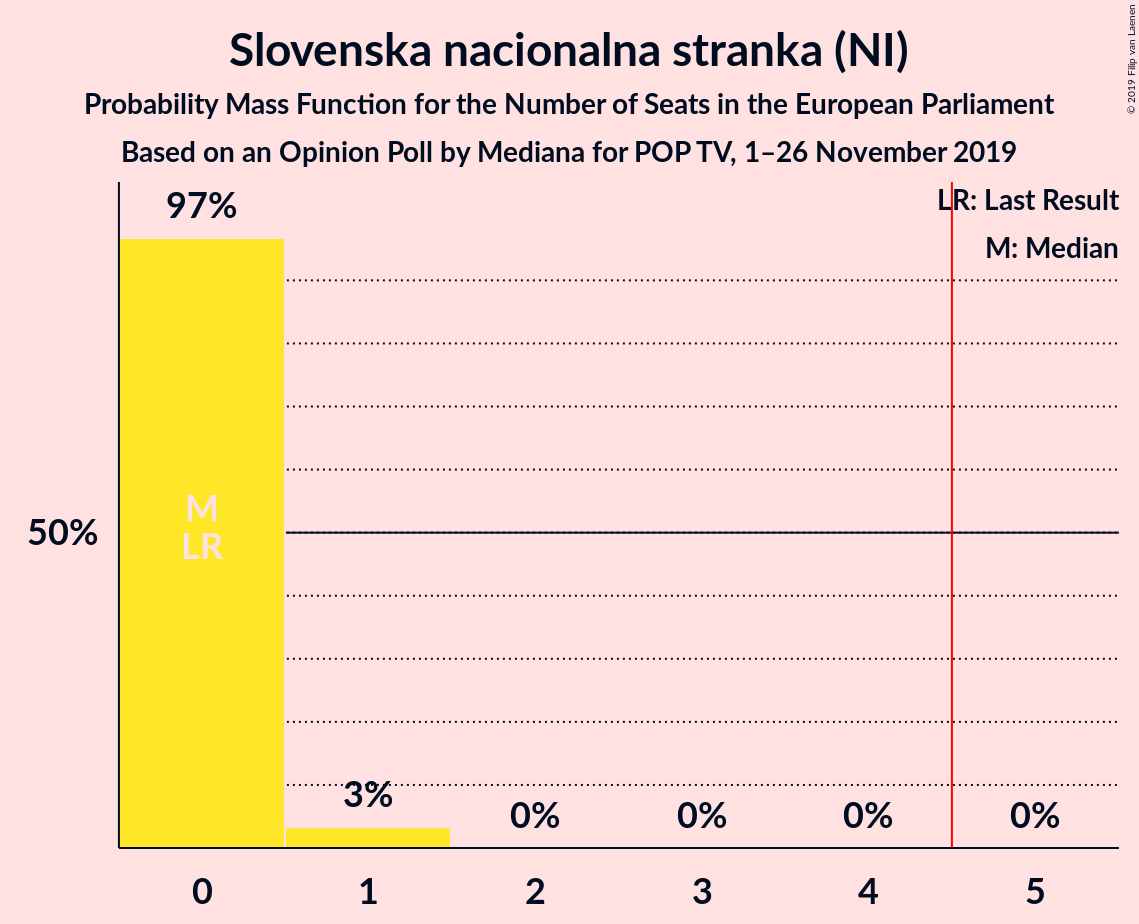 Slovenska nacionalna stranka (NI)
Probability Mass Function for the Number of Seats in the European Parliament
Based on an Opinion Poll by Mediana for POP TV, 1–26 November 2019
© 2019 Filip van Laenen
LR: Last Result
M: Median
97%
M
LR
50%
3%
0%
0%
0%
0%
0
1
2
3
4
5